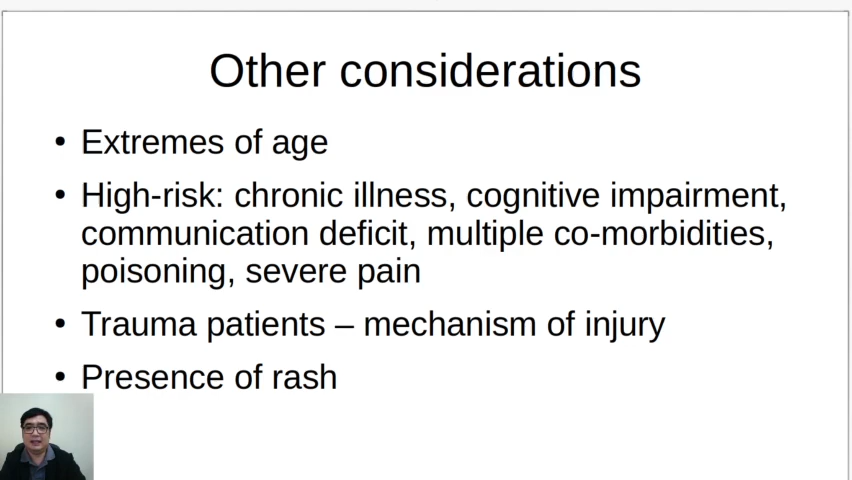 Other considerations
• Extremes of age
• High-risk: chronic illness, cognitive impairment,
communication deficit, multiple co-morbidities,
poisoning, severe pain
• Trauma patients – mechanism of injury
• Presence of rash